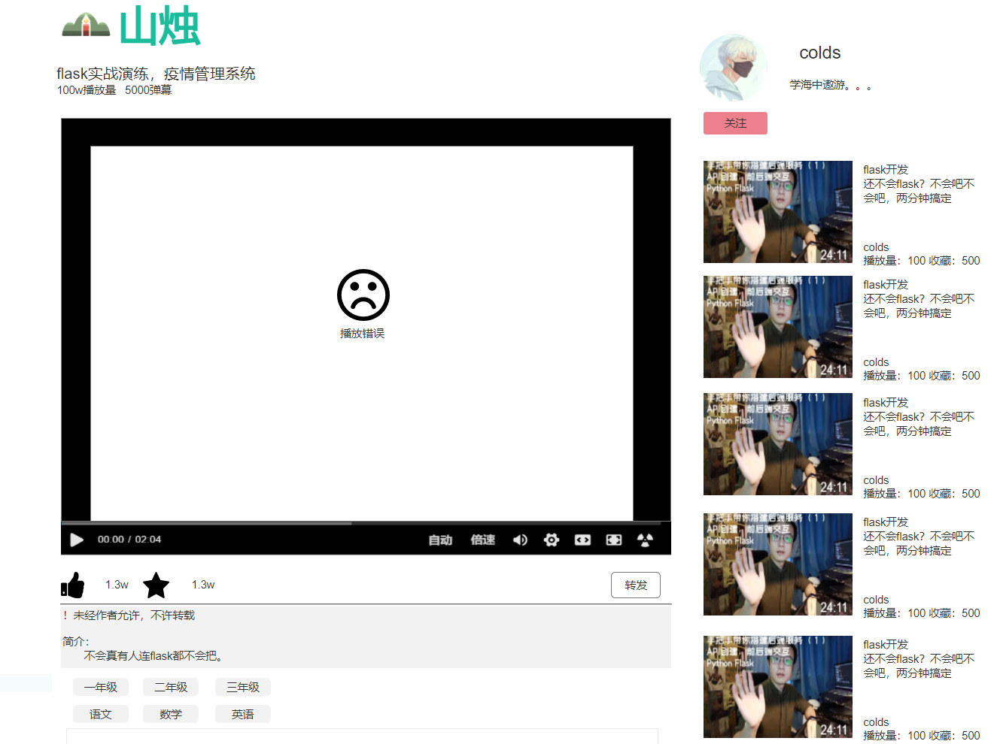 山烛
flask实战演练，疫情管理系统
100w播放量 5000弹幕
播放错误
00:00 / 02:04
自动 倍速
1.3w 1.3w 转发
！未经作者允许，不许转载
简介：
不会真有人连flask都不会把。
一年级 二年级 三年级
语文 数学 英语
colds
学海中遨游。。。
关注
手把手带你搭建后端服务（1）
API创建，前后端交互
Python Flask
24:11
flask开发
还不会flask？不会吧不
会吧，两分钟搞定
colds
播放量：100 收藏：500
手把手带你搭建后端服务（1）
API创建，前后端交互
Python Flask
24:11
flask开发
还不会flask？不会吧不
会吧，两分钟搞定
colds
播放量：100 收藏：500
手把手带你搭建后端服务（1）
API创建，前后端交互
Python Flask
24:11
flask开发
还不会flask？不会吧不
会吧，两分钟搞定
colds
播放量：100 收藏：500
手把手带你搭建后端服务（1）
API创建，前后端交互
Python Flask
24:11
flask开发
还不会flask？不会吧不
会吧，两分钟搞定
colds
播放量：100 收藏：500
手把手带你搭建后端服务（1）
API创建，前后端交互
Python Flask
24:11
flask开发
还不会flask？不会吧不
会吧，两分钟搞定
colds
播放量：100 收藏：500